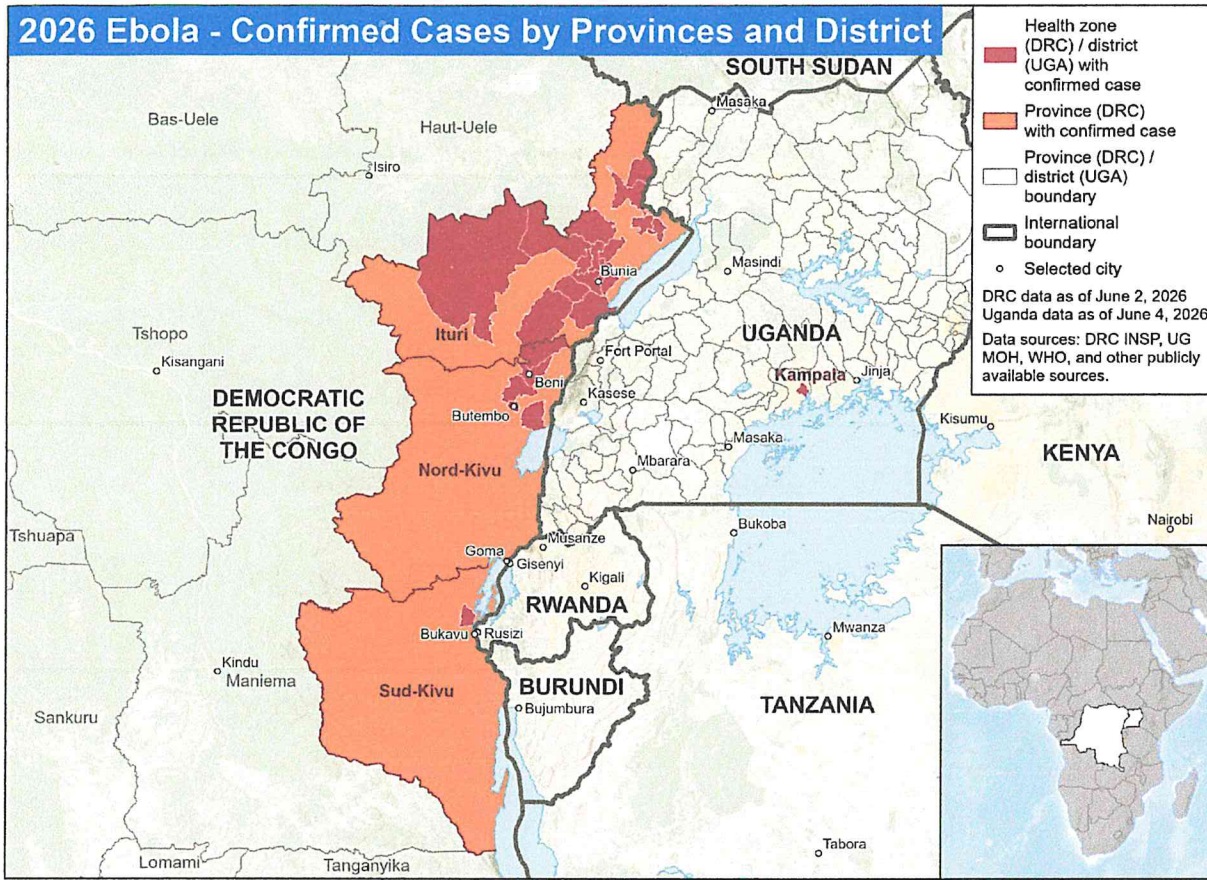 2026 Ebola - Confirmed Cases by Provinces and District
Health zone
(DRC) / district
(UGA) with
confirmed case
Province (DRC)
with confirmed case
Province (DRC) /
district (UGA)
boundary
International
boundary
Selected city
DRC data as of June 2, 2026
Uganda data as of June 4, 2026
Data sources: DRC INSP, UG
MOH, WHO, and other publicly
available sources.
SOUTH SUDAN
Masaka
Bas-Uele
Haut-Uele
Isiro
Bunia
Masindi
Ituri
Tshopo
Kisangani
UGANDA
Fort Portal
Kampala
Jinja
Beni
Kasese
DEMOCRATIC
REPUBLIC OF
THE CONGO
Butembo
Kisumu
Masaka
KENYA
Nord-Kivu
Mbarara
Tshuapa
Bukoba
Nairobi
Musanze
Goma
Gisenyi
Kigali
RWANDA
Bukavu
Rusizi
Mwanza
Kindu
Maniema
Sud-Kivu
BURUNDI
Bujumbura
TANZANIA
Sankuru
Lomami
Tanganyika
Tabora